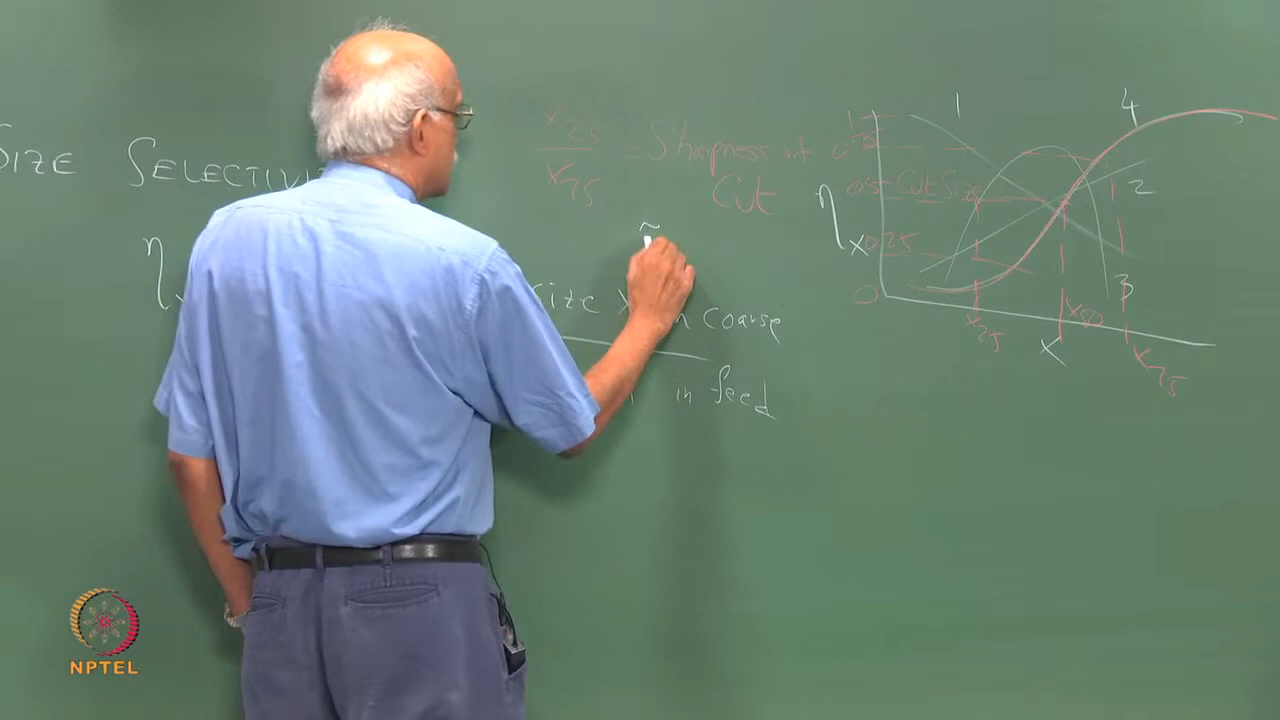 SIZE SELECTIVI
x25
x75
= Sharpness of
Cut
ηx
Size x in coarse
in feed
1
0.5 Cut Size
0.25
0
x25
x50
x75
x
1
2
3
4
NPTEL